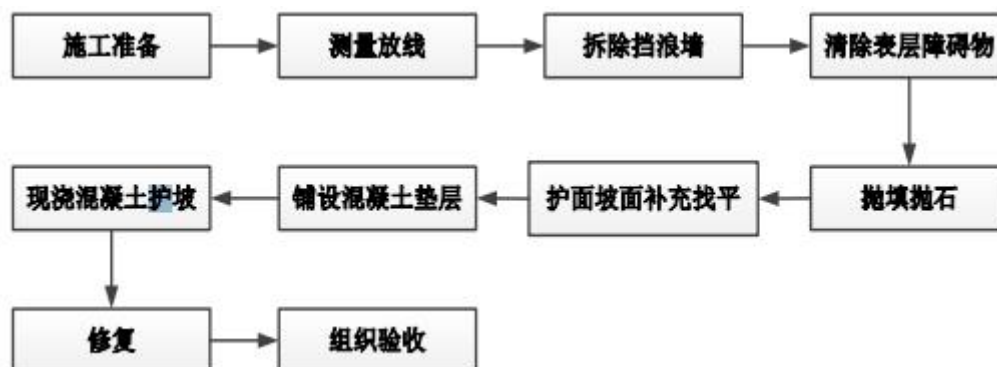 施工准备
测量放线
拆除挡浪墙
清除表层障碍物
抛填抛石
护面坡面补充找平
铺设混凝土垫层
现浇混凝土护坡
修复
组织验收